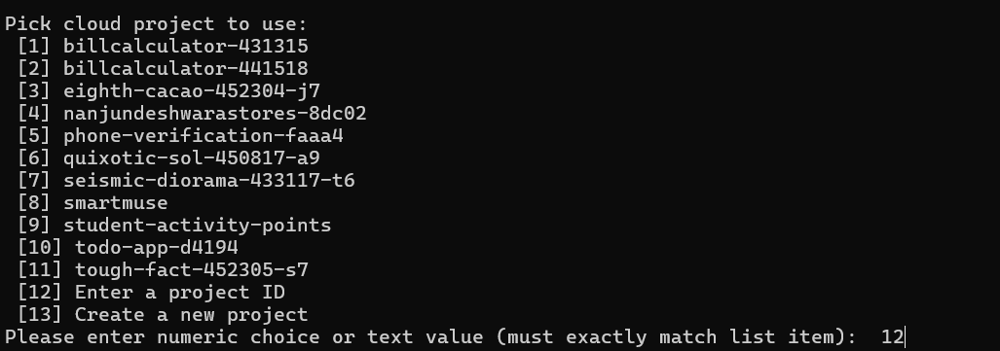 Pick cloud project to use:
[1] billcalculator-431315
[2] billcalculator-441518
[3] eighth-cacao-452304-j7
[4] nanjundeshwarastores-8dc02
[5] phone-verification-faaa4
[6] quixotic-sol-450817-a9
[7] seismic-diorama-433117-t6
[8] smartmuse
[9] student-activity-points
[10] todo-app-d4194
[11] tough-fact-452305-s7
[12] Enter a project ID
[13] Create a new project
Please enter numeric choice or text value (must exactly match list item):  12